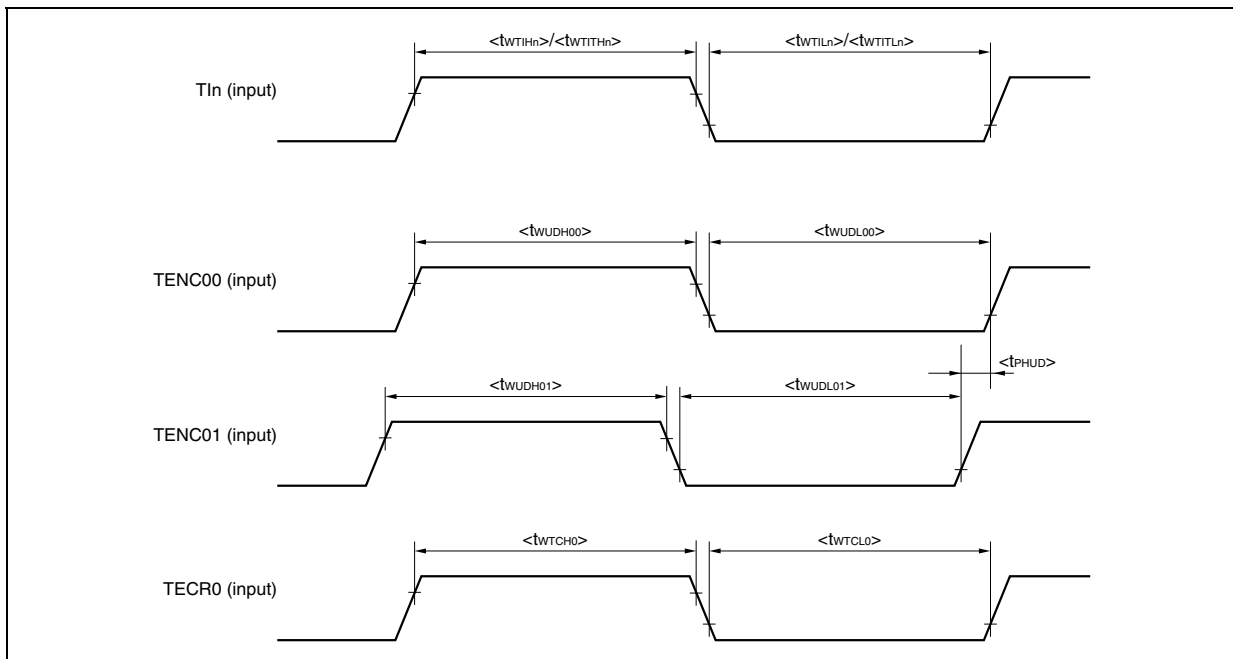 <tWTIHn>/<tWTITHn> <tWTILn>/<tWTITLn>
TIn (input)
<tWUDH00> <tWUDL00>
TENC00 (input)
<tPHUD>
<tWUDH01> <tWUDL01>
TENC01 (input)
<tWTCH0> <tWTCL0>
TECR0 (input)